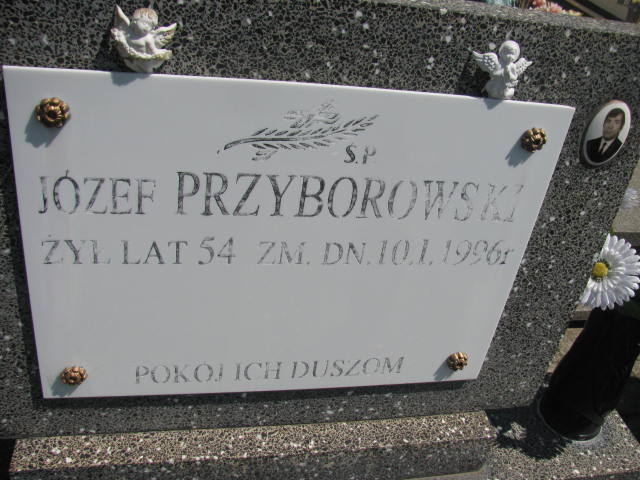 Ś.P.
JÓZEF PRZYBOROWSKI
ŻYŁ LAT 54 ZM. DN. 10.I.1996r
POKÓJ ICH DUSZOM